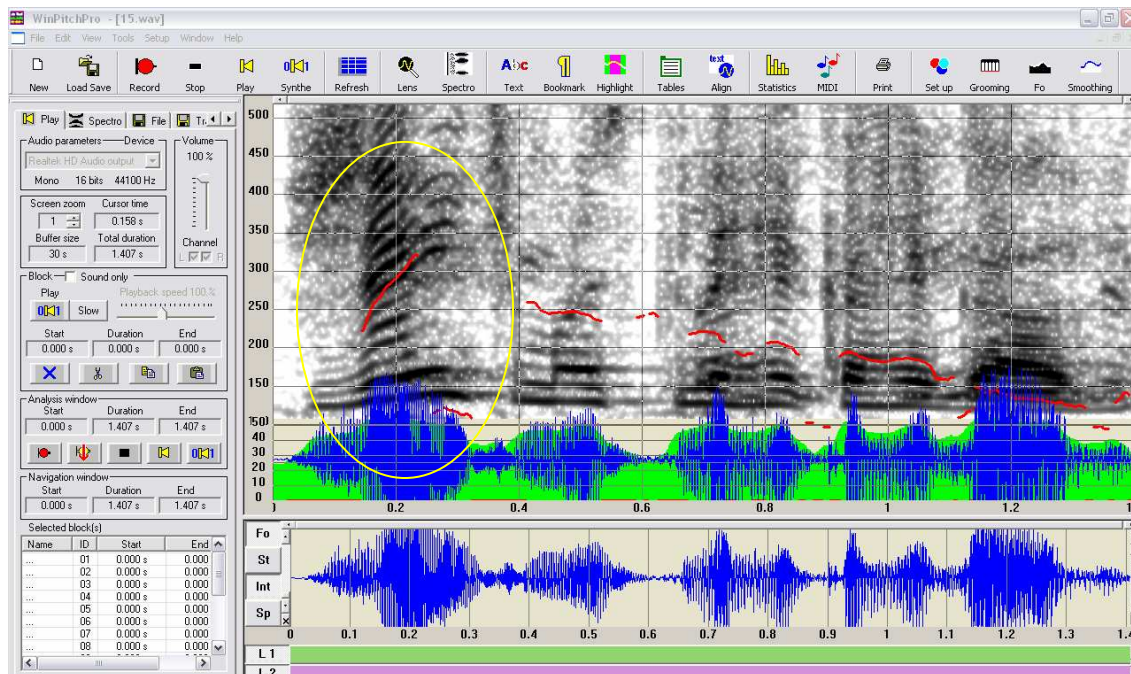 WinPitchPro - [15.wav]
File Edit View Tools Setup Window Help
New Load Save Record Stop Play Synthe Refresh Lens Spectro Text Bookmark Highlight Tables Align Statistics MIDI Print Set up Grooming Fo Smoothing
Play Spectro File
Audio parameters Device Volume
Realtek HD Audio output 100 %
Mono 16 bits 44100 Hz
Screen zoom Cursor time
1 0.158 s
Buffer size Total duration Channel
30 s 1.407 s L R
Block Sound only
Play Playback speed 100 %
Slow
Start Duration End
0.000 s 0.000 s 0.000 s
Analysis window
Start Duration End
0.000 s 1.407 s 1.407 s
Navigation window
Start Duration End
0.000 s 1.407 s 1.407 s
Selected block(s)
Name ID Start End
... 01 0.000 s 0.000
... 02 0.000 s 0.000
... 03 0.000 s 0.000
... 04 0.000 s 0.000
... 05 0.000 s 0.000
... 06 0.000 s 0.000
... 07 0.000 s 0.000
... 08 0.000 s 0.000
500
450
400
350
300
250
200
150
50
40
30
20
10
0
0.2 0.4 0.6 0.8 1 1.2
Fo
St
Int
Sp
0 0.1 0.2 0.3 0.4 0.5 0.6 0.7 0.8 0.9 1 1.1 1.2 1.3 1.4
L 1
L 2